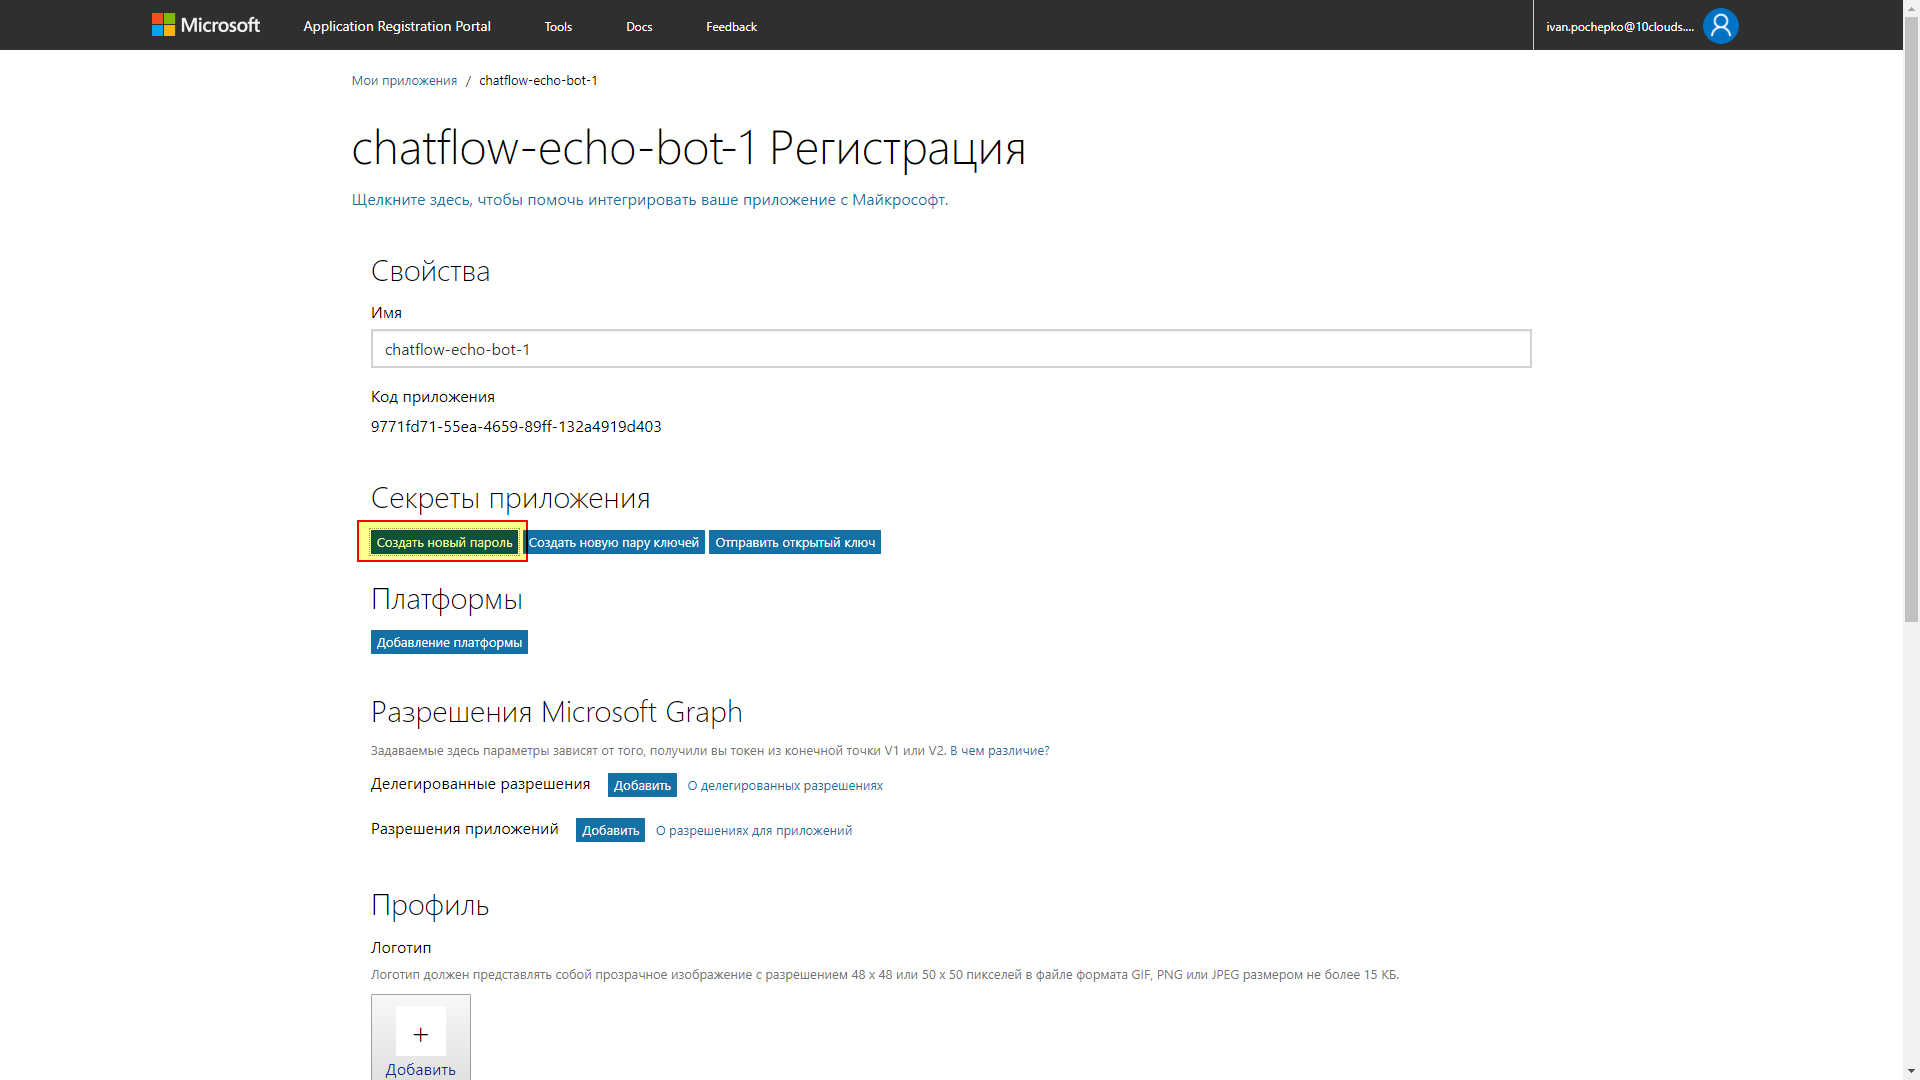 Microsoft Application Registration Portal Tools Docs Feedback ivan.pochepko@10clouds....
Мои приложения / chatflow-echo-bot-1
chatflow-echo-bot-1 Регистрация
Щелкните здесь, чтобы помочь интегрировать ваше приложение с Майкрософт.
Свойства
Имя
chatflow-echo-bot-1
Код приложения
9771fd71-55ea-4659-89ff-132a4919d403
Секреты приложения
Создать новый пароль Создать новую пару ключей Отправить открытый ключ
Платформы
Добавление платформы
Разрешения Microsoft Graph
Задаваемые здесь параметры зависят от того, получили вы токен из конечной точки V1 или V2. В чем различие?
Делегированные разрешения Добавить О делегированных разрешениях
Разрешения приложений Добавить О разрешениях для приложений
Профиль
Логотип
Логотип должен представлять собой прозрачное изображение с разрешением 48 x 48 или 50 x 50 пикселей в файле формата GIF, PNG или JPEG размером не более 15 КБ.
+
Добавить